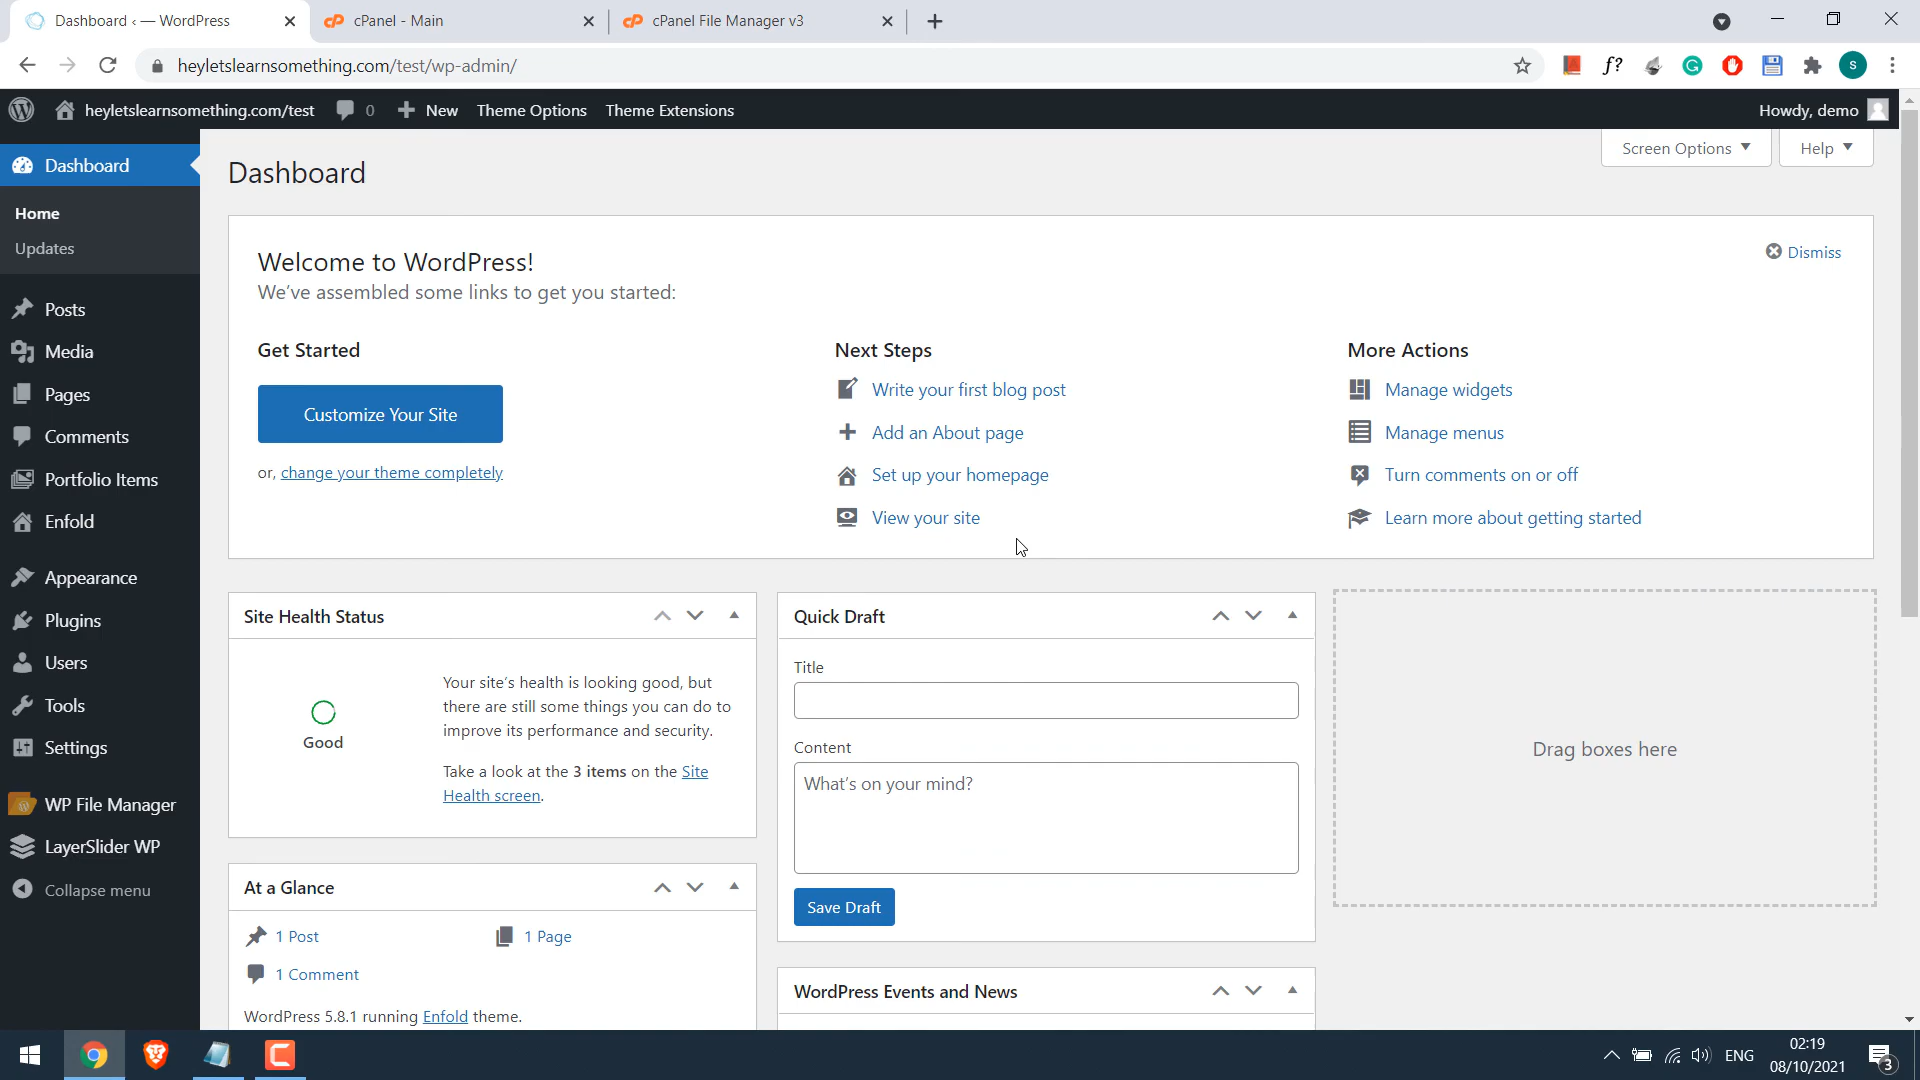 Dashboard ‹ — WordPress
cPanel - Main
cPanel File Manager v3
heyletslearnsomething.com/test/wp-admin/
f?
S
heyletslearnsomething.com/test
0
New
Theme Options
Theme Extensions
Howdy, demo
Dashboard
Home
Updates
Posts
Media
Pages
Comments
Portfolio Items
Enfold
Appearance
Plugins
Users
Tools
Settings
WP File Manager
LayerSlider WP
Collapse menu
Screen Options
Help
Dashboard
Welcome to WordPress!
We've assembled some links to get you started:
Dismiss
Get Started
Customize Your Site
or, change your theme completely
Next Steps
Write your first blog post
Add an About page
Set up your homepage
View your site
More Actions
Manage widgets
Manage menus
Turn comments on or off
Learn more about getting started
Site Health Status
Good
Your site's health is looking good, but
there are still some things you can do to
improve its performance and security.
Take a look at the 3 items on the Site
Health screen.
At a Glance
1 Post
1 Page
1 Comment
WordPress 5.8.1 running Enfold theme.
Quick Draft
Title
Content
What's on your mind?
Save Draft
WordPress Events and News
Drag boxes here
ENG
02:19
08/10/2021
3